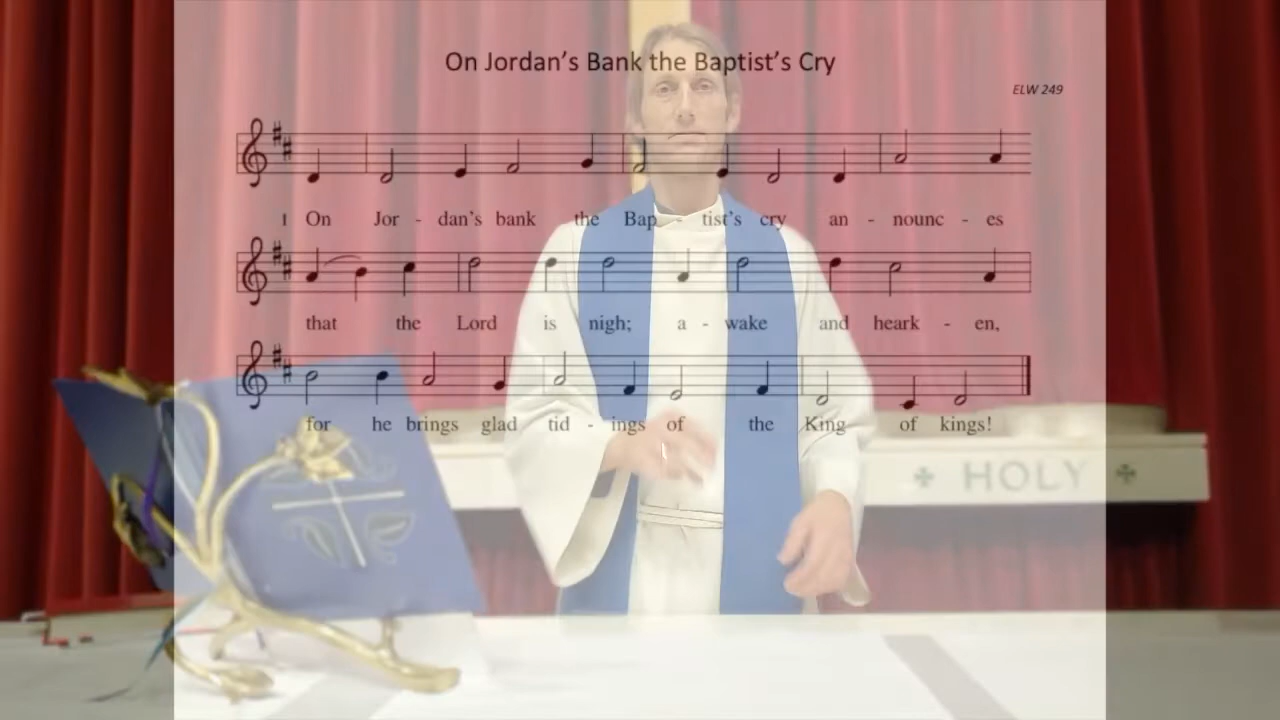 On Jordan's Bank the Baptist's Cry
ELW 249
1 On Jor - dan's bank the Bap - tist's cry an - nounc - es
that the Lord is nigh; a - wake and heark - en,
for he brings glad tid - ings of the King of kings!
HOLY